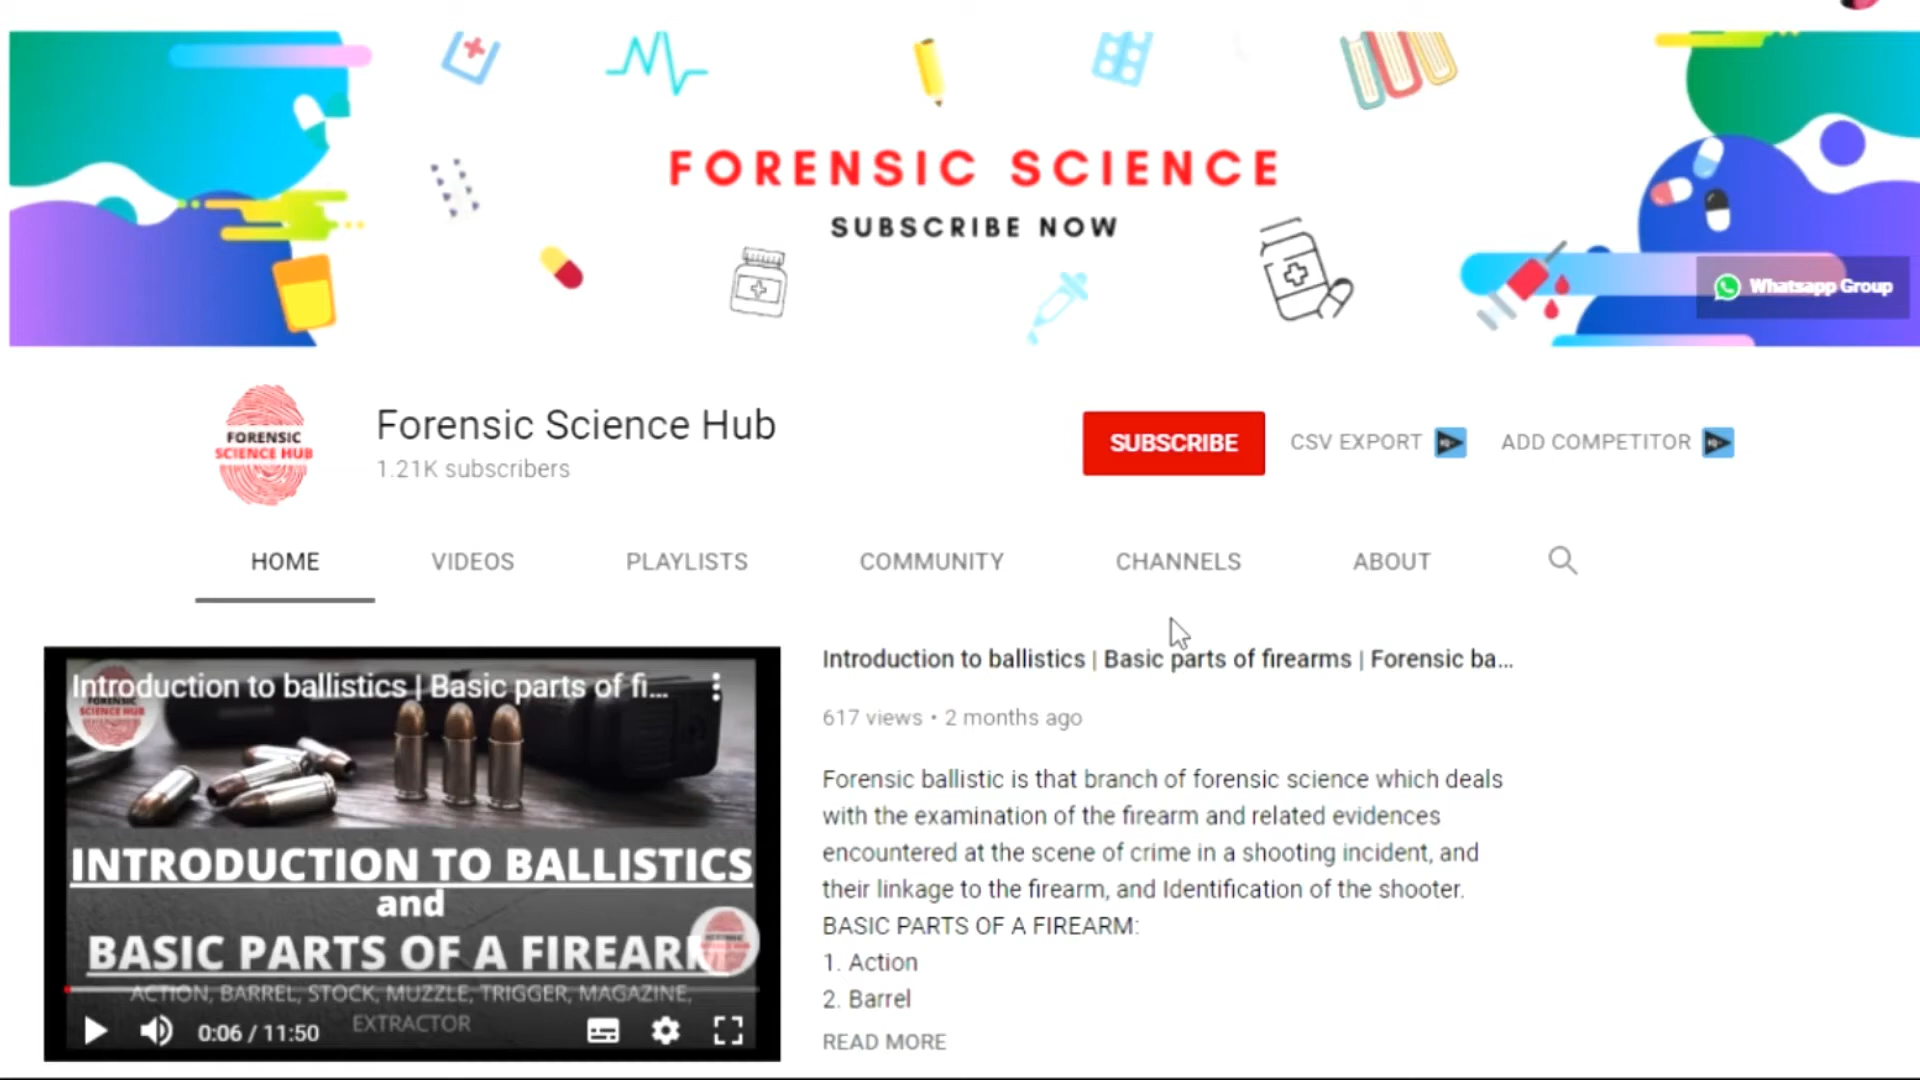 FORENSIC SCIENCE
SUBSCRIBE NOW
Whatsapp Group
FORENSIC
SCIENCE HUB
Forensic Science Hub
1.21K subscribers
SUBSCRIBE
CSV EXPORT
ADD COMPETITOR
HOME
VIDEOS
PLAYLISTS
COMMUNITY
CHANNELS
ABOUT
Introduction to ballistics | Basic parts of fi...
SCIENCE HUB
INTRODUCTION TO BALLISTICS
and
BASIC PARTS OF A FIREARM
ACTION, BARREL, STOCK, MUZZLE, TRIGGER, MAGAZINE,
EXTRACTOR
0:06 / 11:50
Introduction to ballistics | Basic parts of firearms | Forensic ba...
617 views • 2 months ago
Forensic ballistic is that branch of forensic science which deals
with the examination of the firearm and related evidences
encountered at the scene of crime in a shooting incident, and
their linkage to the firearm, and Identification of the shooter.
BASIC PARTS OF A FIREARM:
1. Action
2. Barrel
READ MORE